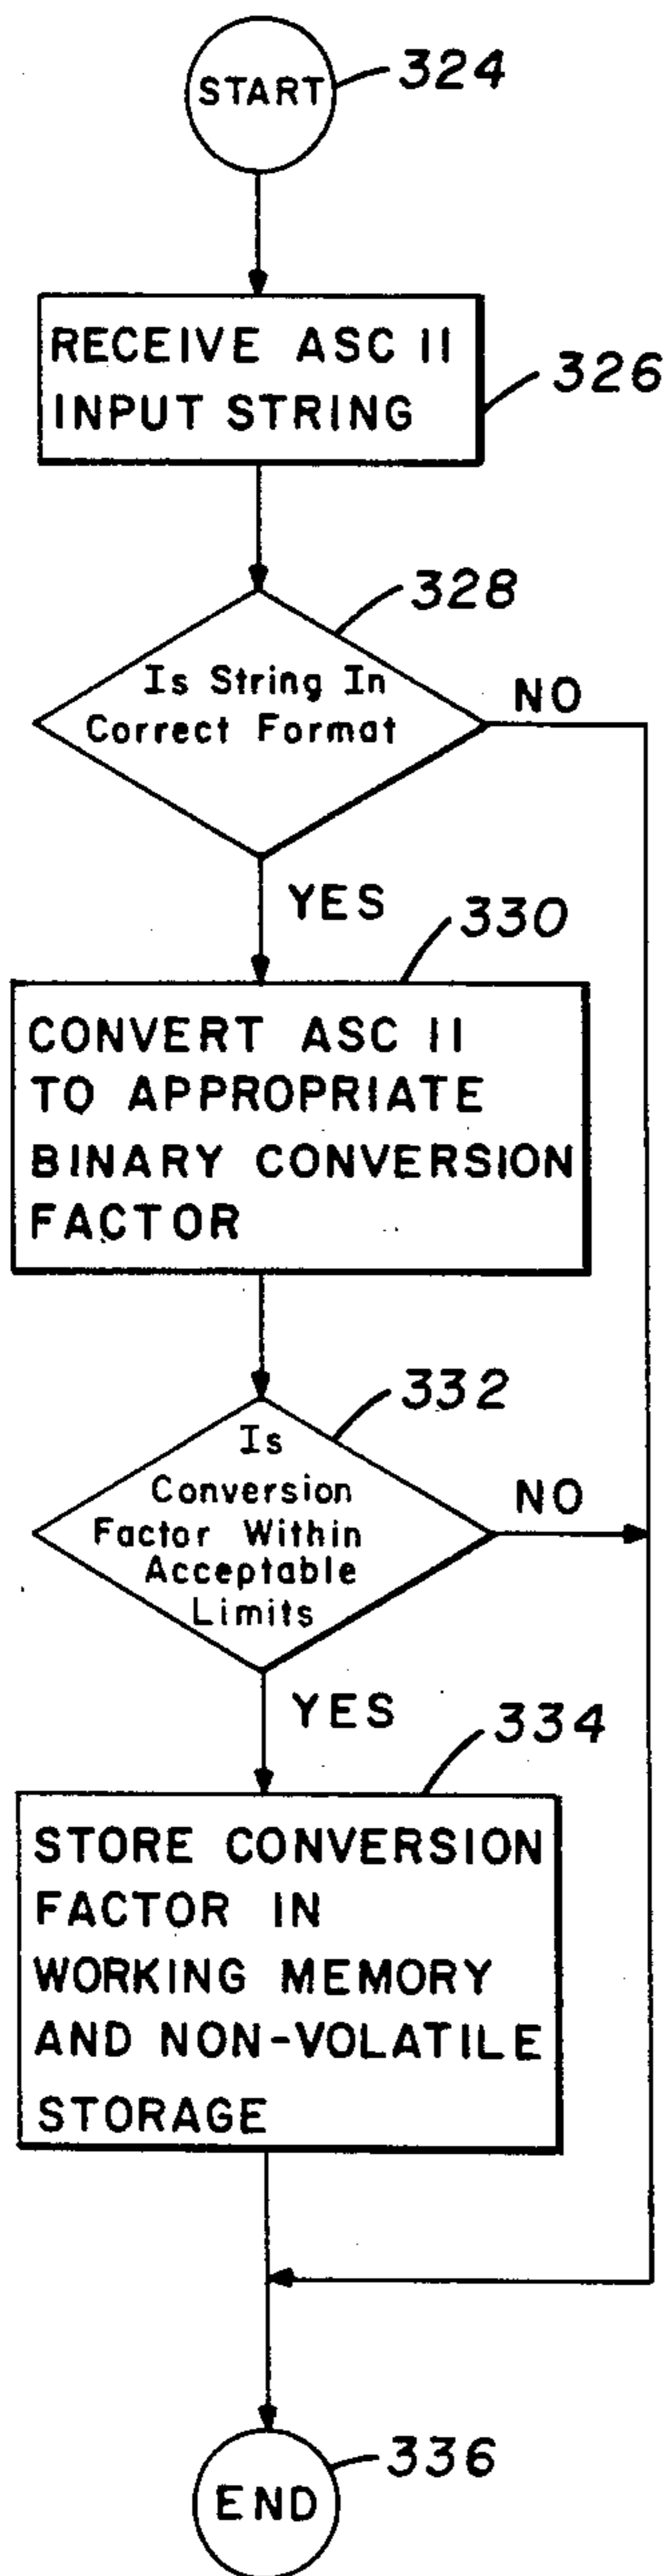 START
324
RECEIVE ASC II
INPUT STRING
326
328
Is String In
Correct Format
NO
YES
330
CONVERT ASC II
TO APPROPRIATE
BINARY CONVERSION
FACTOR
332
Is
Conversion
Factor Within
Acceptable
Limits
NO
YES
334
STORE CONVERSION
FACTOR IN
WORKING MEMORY
AND NON-VOLATILE
STORAGE
336
END